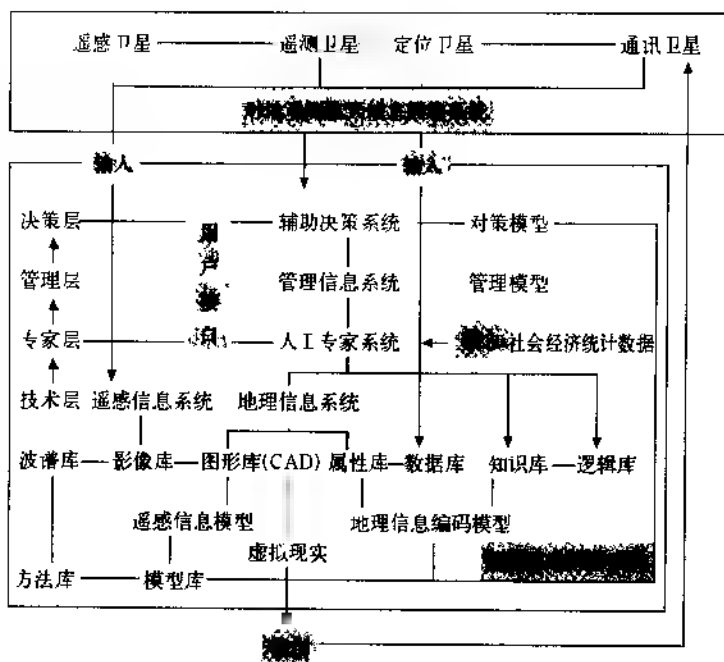 遥感卫星 遥测卫星 定位卫星 通讯卫星
输入 输入
决策层 辅助决策系统 对策模型
用户接口
管理层 管理信息系统 管理模型
专家层 人工专家系统 社会经济统计数据
技术层 遥感信息系统 地理信息系统
波谱库 影像库 图形库(CAD) 属性库 数据库 知识库 逻辑库
遥感信息模型 地理信息编码模型
虚拟现实
方法库 模型库